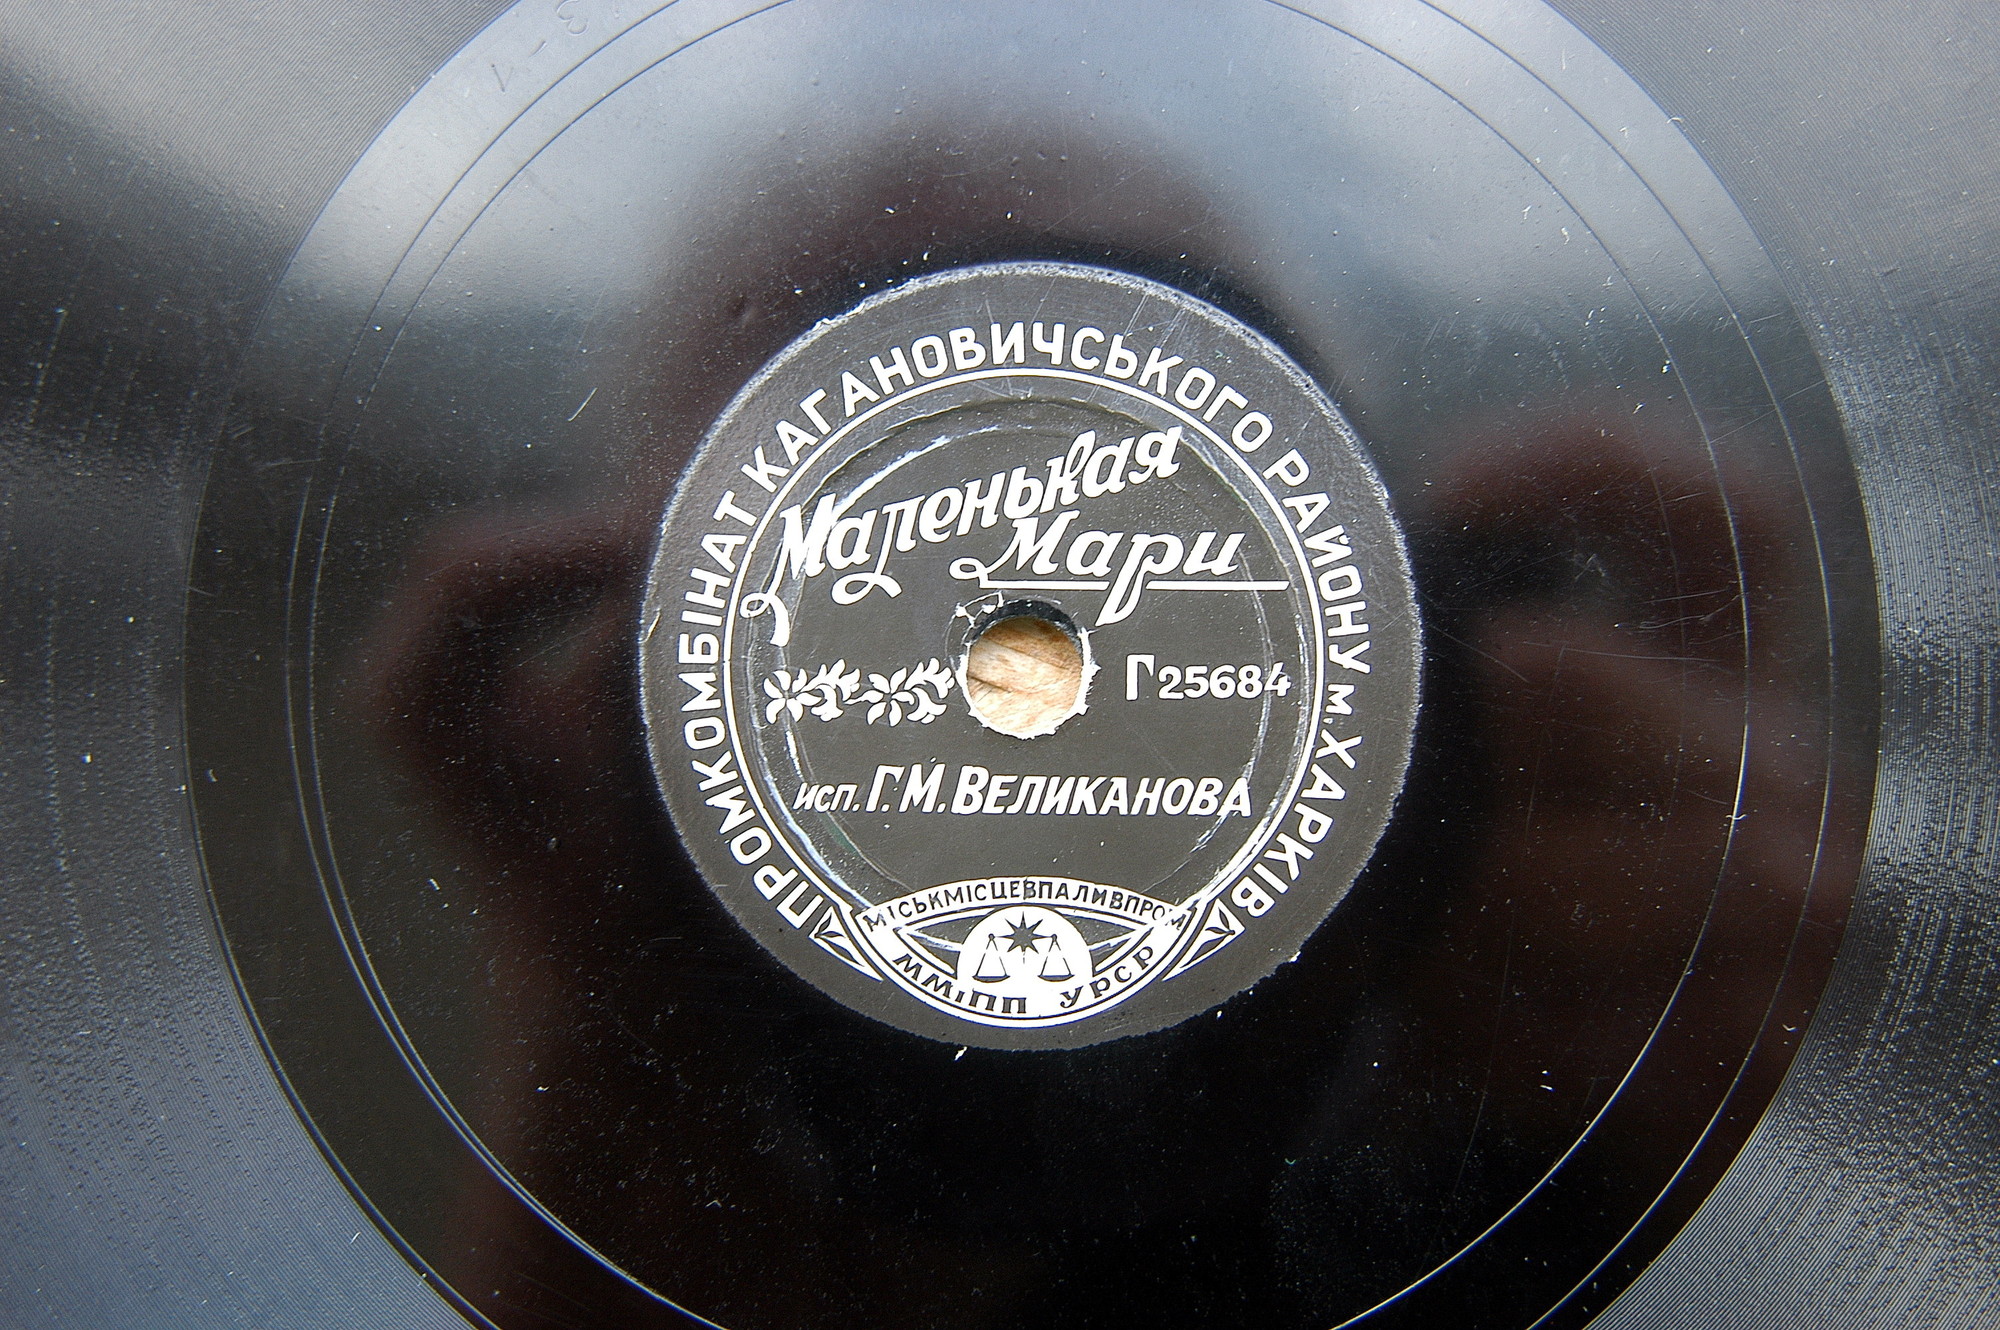 ПРОМКОМБІНАТ КАГАНОВИЧСЬКОГО РАЙОНУ м. ХАРКІВ
Маленькая
Мари
Г25684
исп. Г. М. ВЕЛИКАНОВА
МІСЬКМІСЦЕВПАЛИВПРОМ
ММіПП УРСР